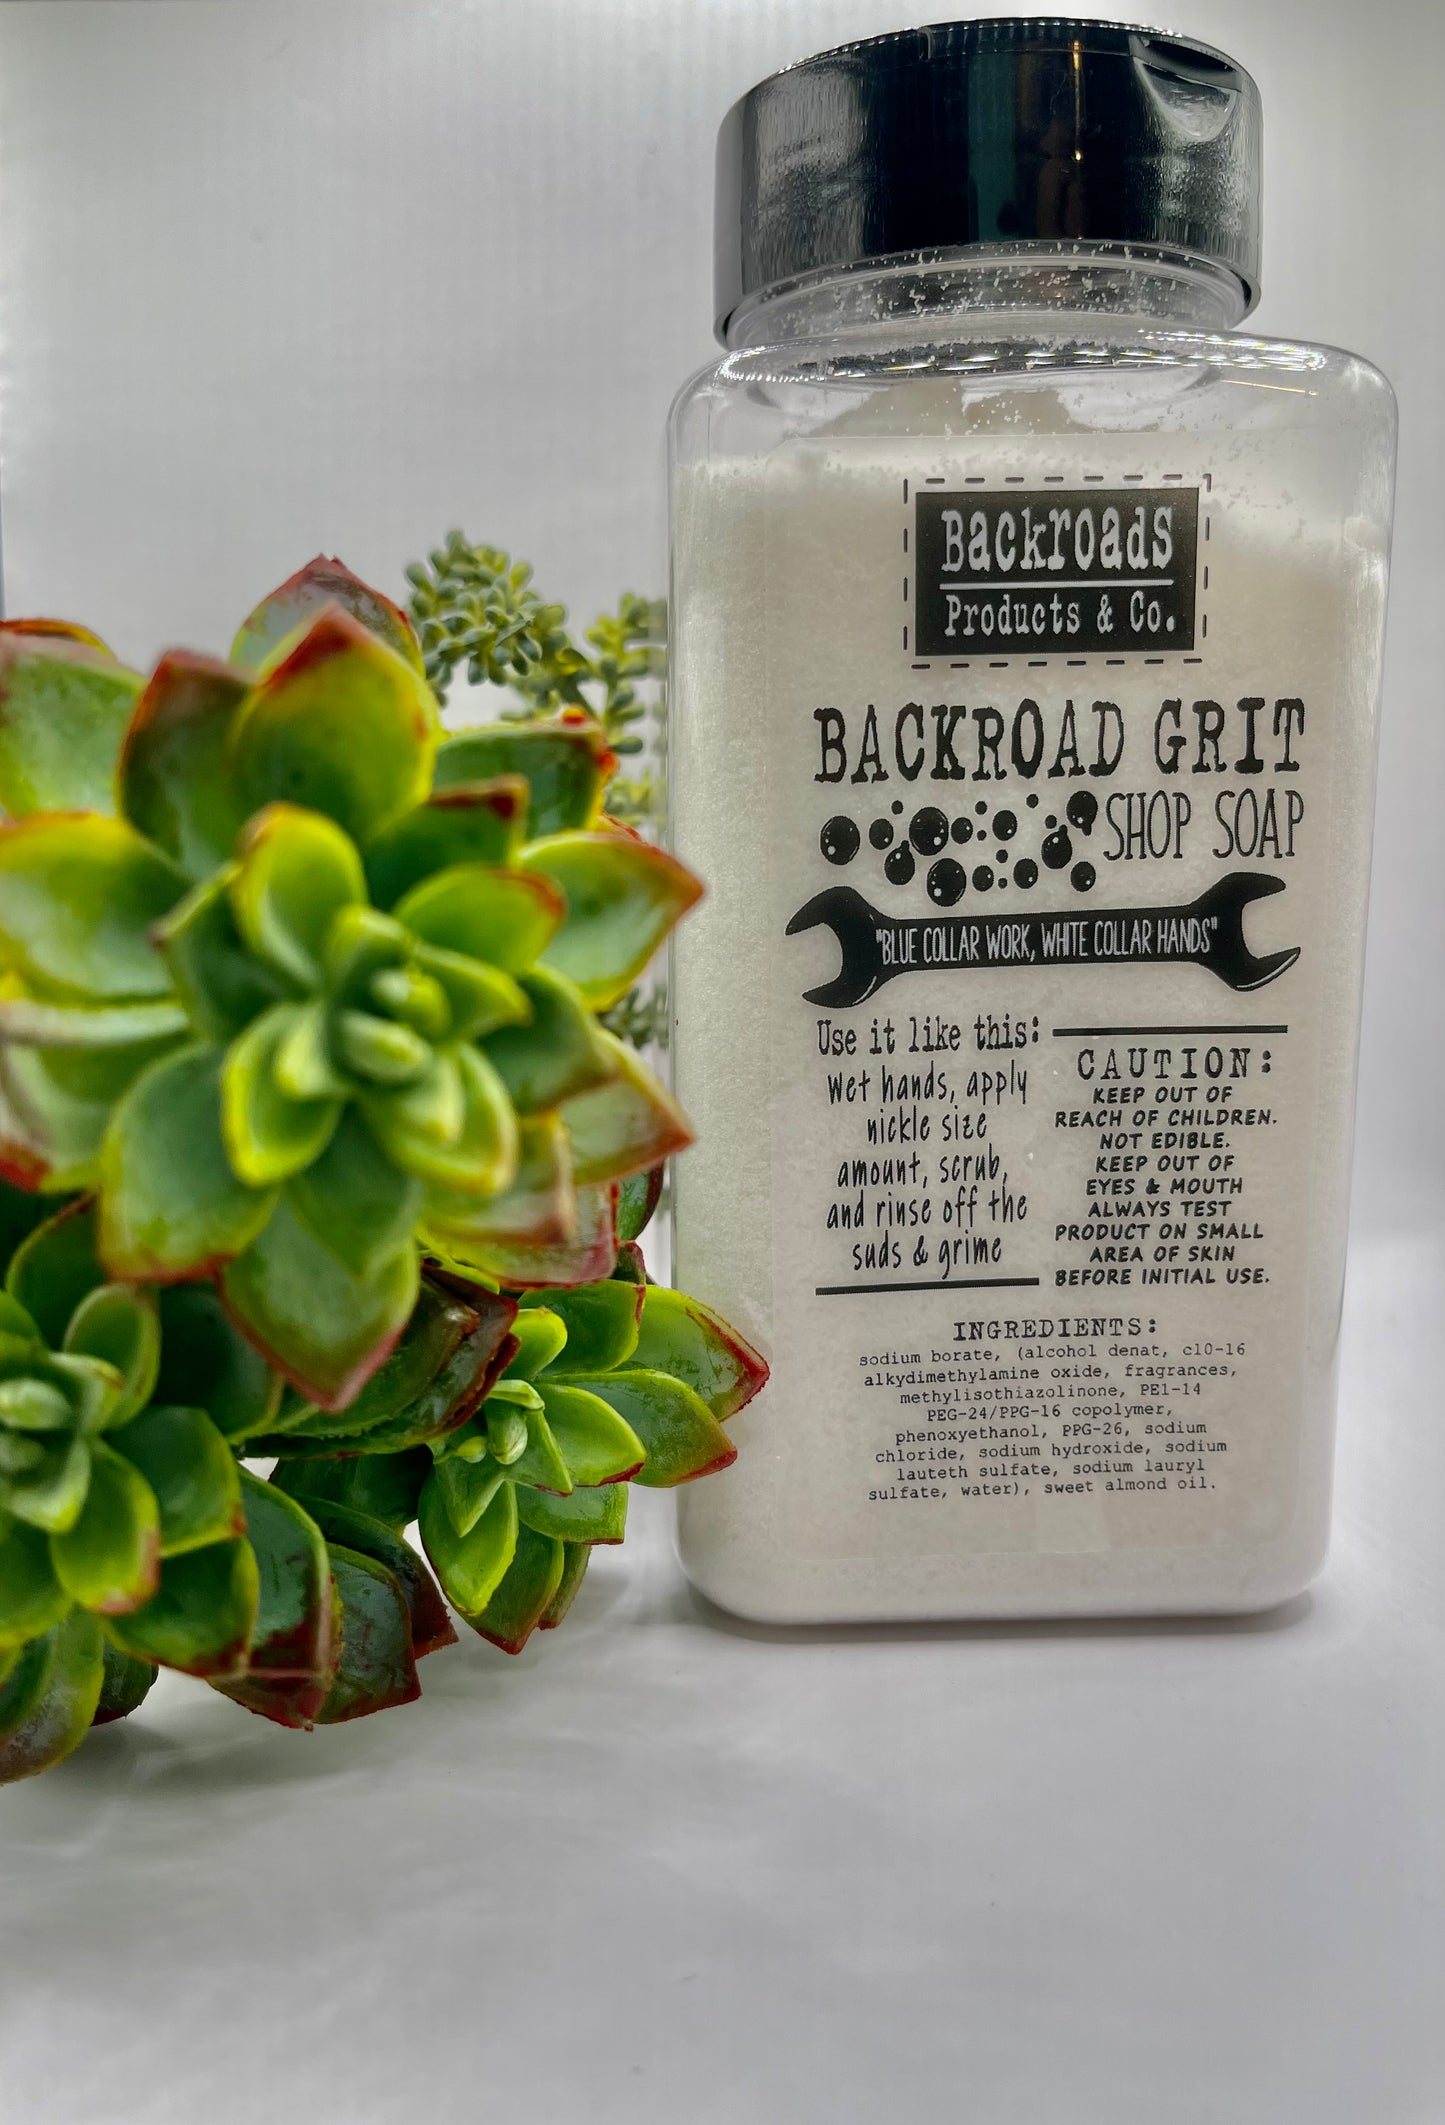 Backroads
Products & Co.
BACKROAD GRIT
SHOP SOAP
"BLUE COLLAR WORK, WHITE COLLAR HANDS"
Use it like this:
wet hands, apply
nickle size
amount, scrub,
and rinse off the
suds & grime
CAUTION:
KEEP OUT OF
REACH OF CHILDREN.
NOT EDIBLE.
KEEP OUT OF
EYES & MOUTH
ALWAYS TEST
PRODUCT ON SMALL
AREA OF SKIN
BEFORE INITIAL USE.
INGREDIENTS:
sodium borate, (alcohol denat, c10-16
alkydimethylamine oxide, fragrances,
methylisothiazolinone, PE1-14
PEG-24/PPG-16 copolymer,
phenoxyethanol, PPG-26, sodium
chloride, sodium hydroxide, sodium
lauteth sulfate, sodium lauryl
sulfate, water), sweet almond oil.